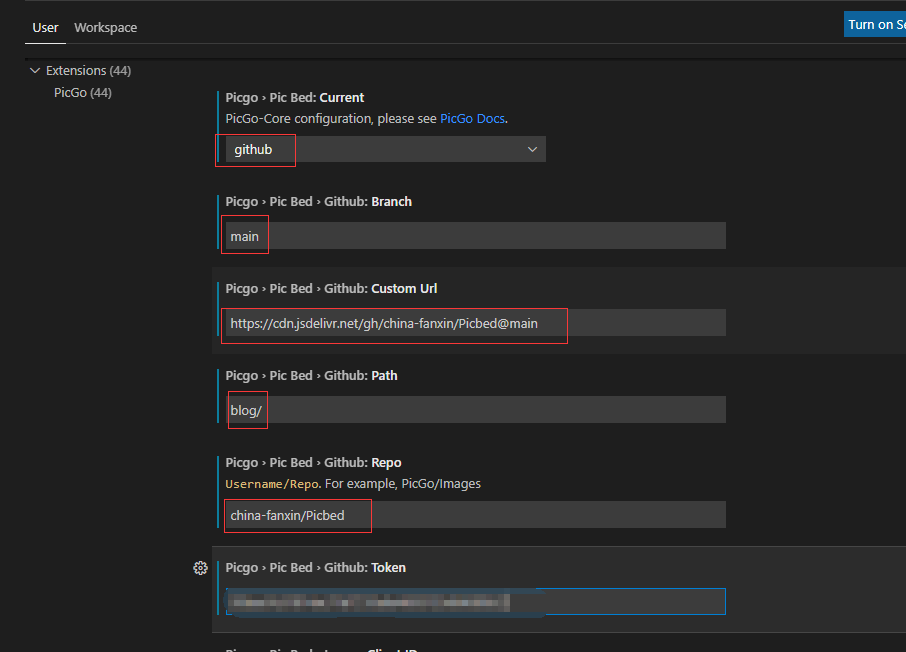 User Workspace
Turn on
Extensions (44)
PicGo (44)
Picgo › Pic Bed: Current
PicGo-Core configuration, please see PicGo Docs.
github
Picgo › Pic Bed › Github: Branch
main
Picgo › Pic Bed › Github: Custom Url
https://cdn.jsdelivr.net/gh/china-fanxin/Picbed@main
Picgo › Pic Bed › Github: Path
blog/
Picgo › Pic Bed › Github: Repo
Username/Repo. For example, PicGo/Images
china-fanxin/Picbed
Picgo › Pic Bed › Github: Token